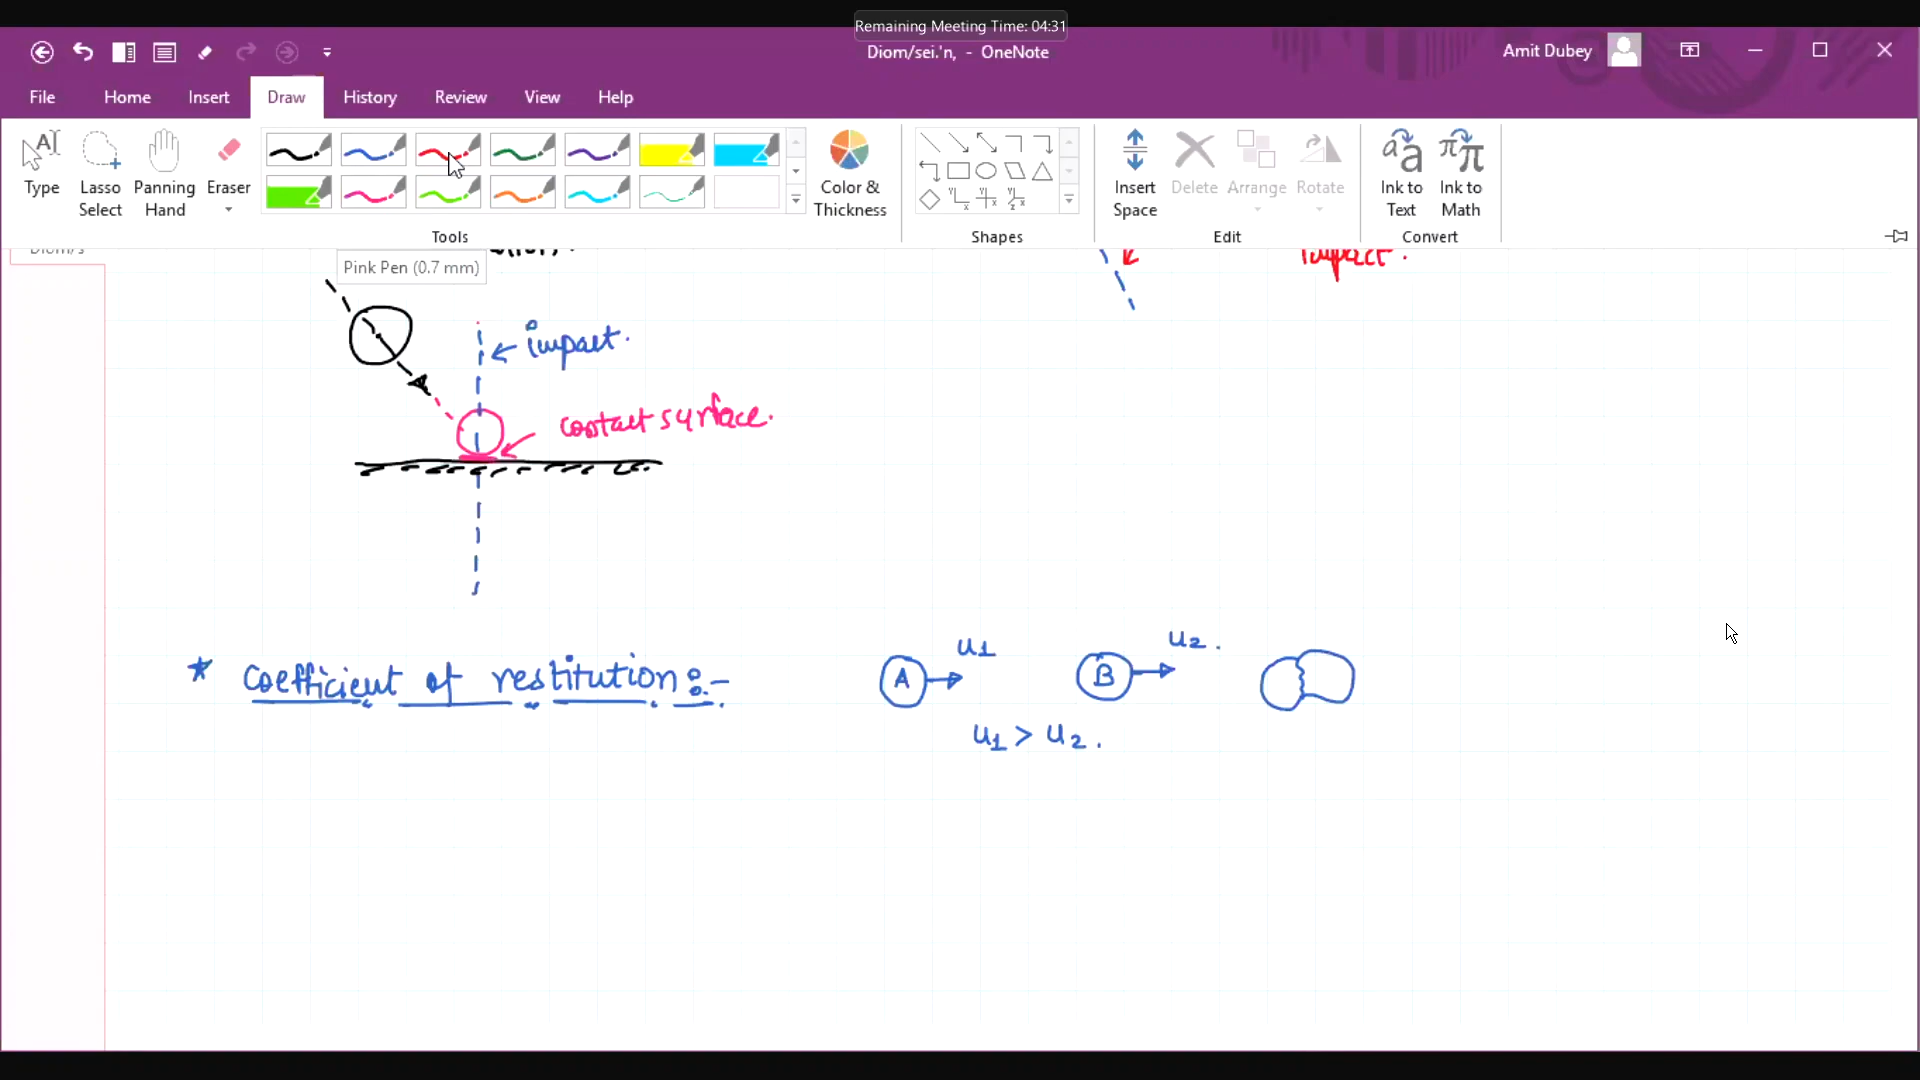 Remaining Meeting Time: 04:31
Diom/sei.'n, - OneNote
Amit Dubey
File Home Insert Draw History Review View Help
Type
Lasso Select
Panning Hand
Eraser
Color & Thickness
Insert Space
Delete
Arrange
Rotate
Ink to Text
Ink to Math
Tools
Shapes
Edit
Convert
Pink Pen (0.7 mm)
impact.
impact.
contact surface.
* Coefficient of restitution :-
A u1 B u2.
u1 > u2.